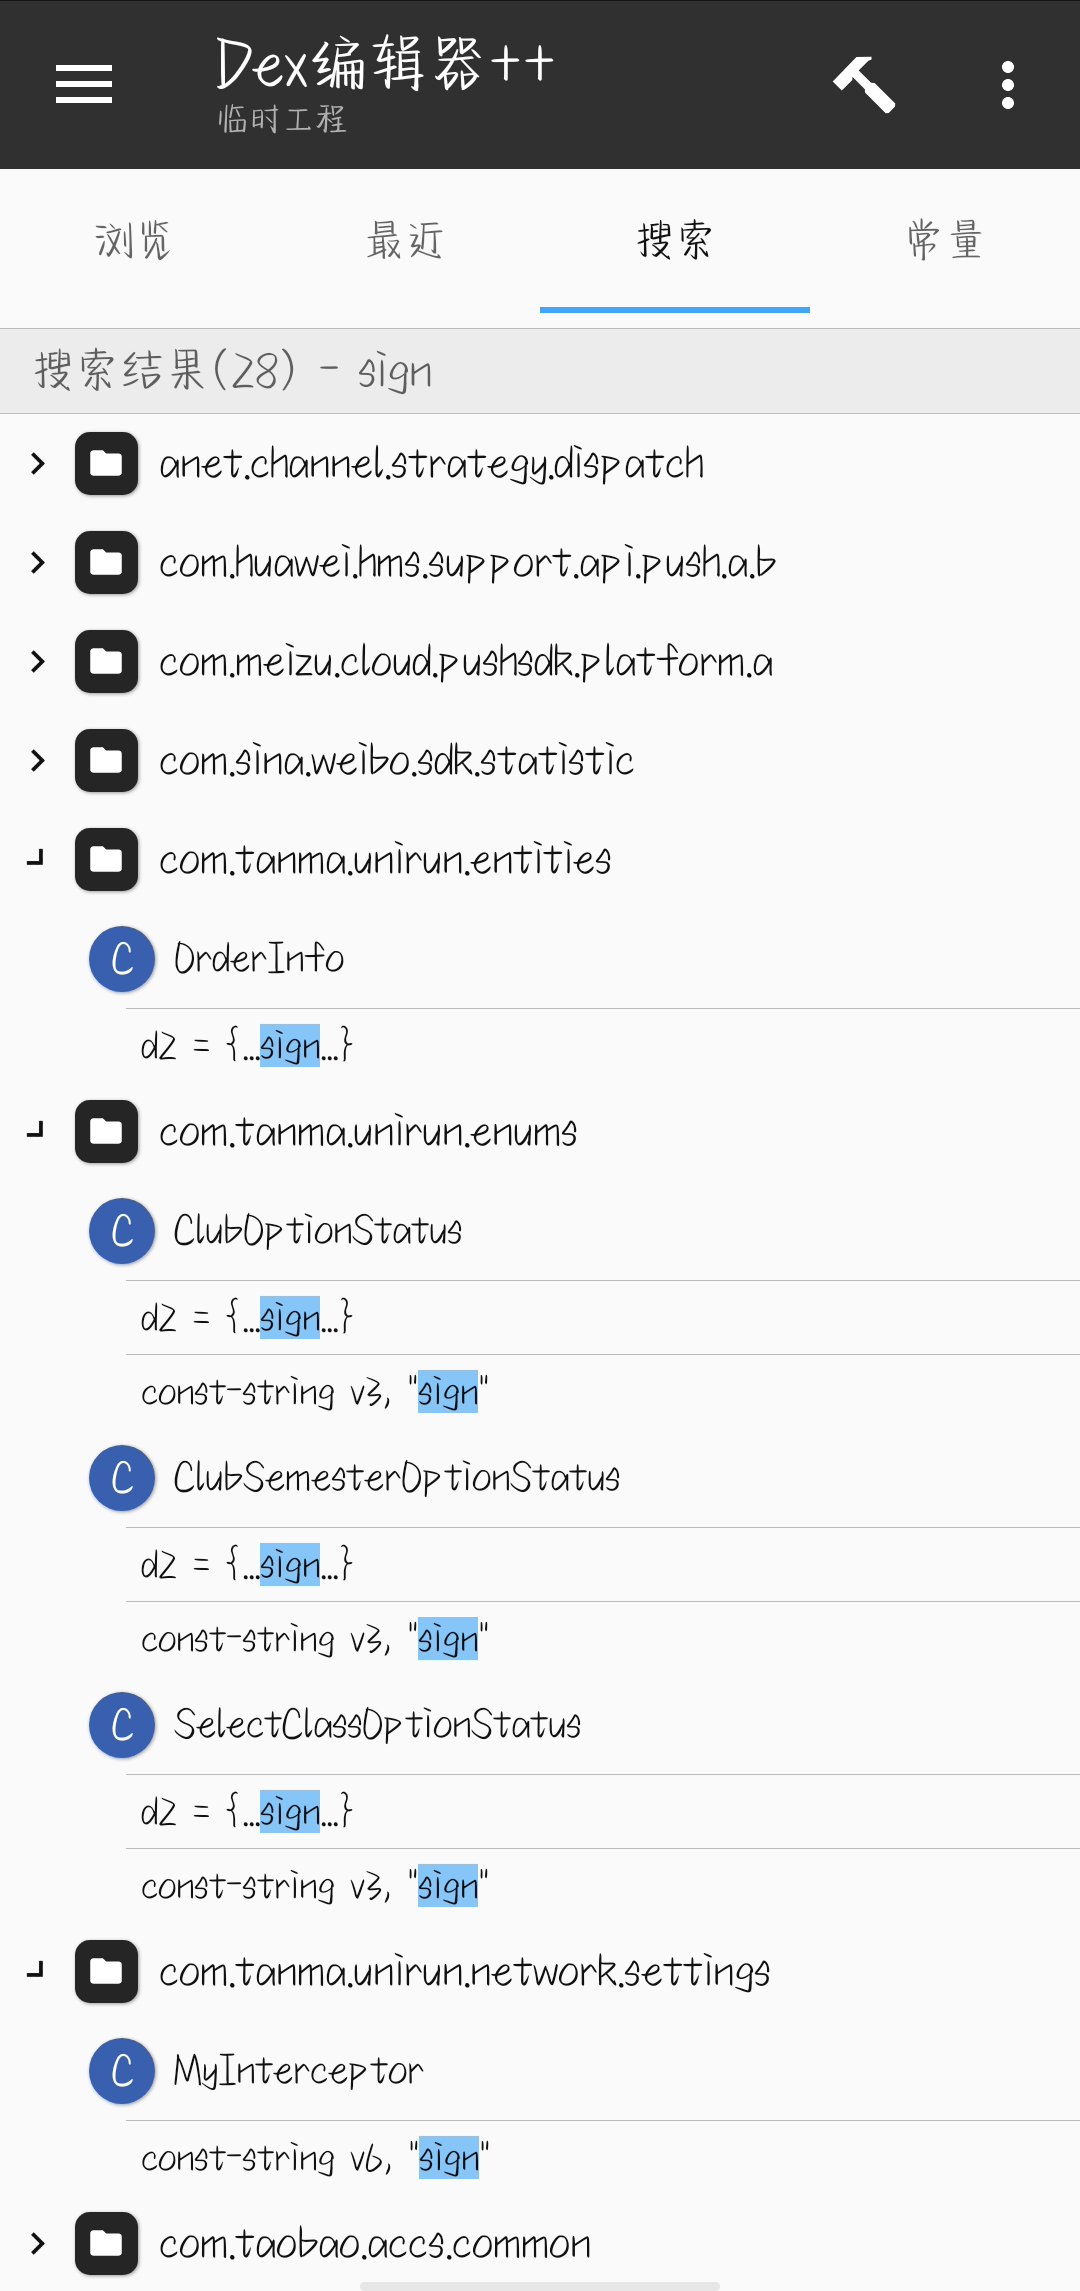 Dex编辑器++
临时工程
浏览 最近 搜索 常量
搜索结果(28) - sign
anet.channel.strategy.dispatch
com.huawei.hms.support.api.push.a.b
com.meizu.cloud.pushsdk.platform.a
com.sina.weibo.sdk.statistic
com.tanma.unirun.entities
C OrderInfo
d2 = {...sign...}
com.tanma.unirun.enums
C ClubOptionStatus
d2 = {...sign...}
const-string v3, "sign"
C ClubSemesterOptionStatus
d2 = {...sign...}
const-string v3, "sign"
C SelectClassOptionStatus
d2 = {...sign...}
const-string v3, "sign"
com.tanma.unirun.network.settings
C MyInterceptor
const-string v6, "sign"
com.taobao.accs.common